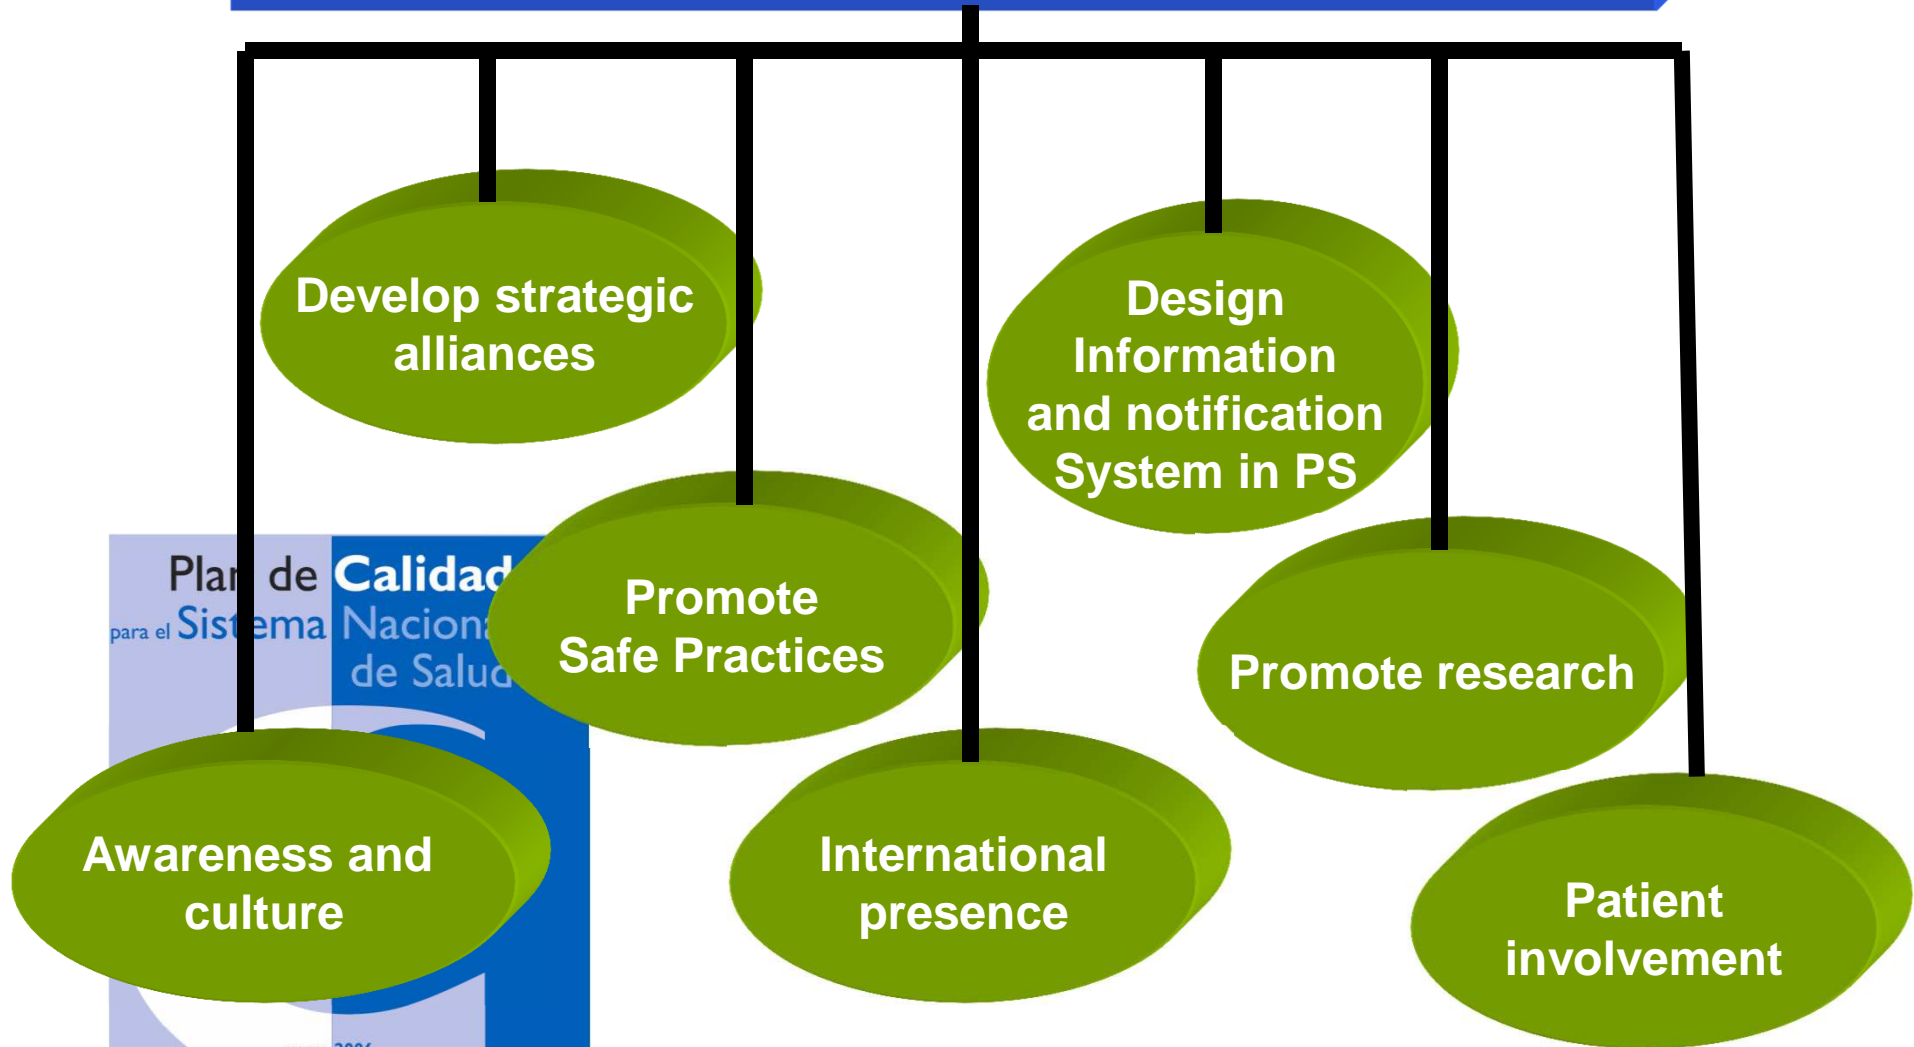 Develop strategic
alliances
Design
Information
and notification
System in PS
Promote
Safe Practices
Promote research
Plan de Calidad
para el Sistema Nacional
de Salud
Awareness and
culture
International
presence
Patient
involvement
2006